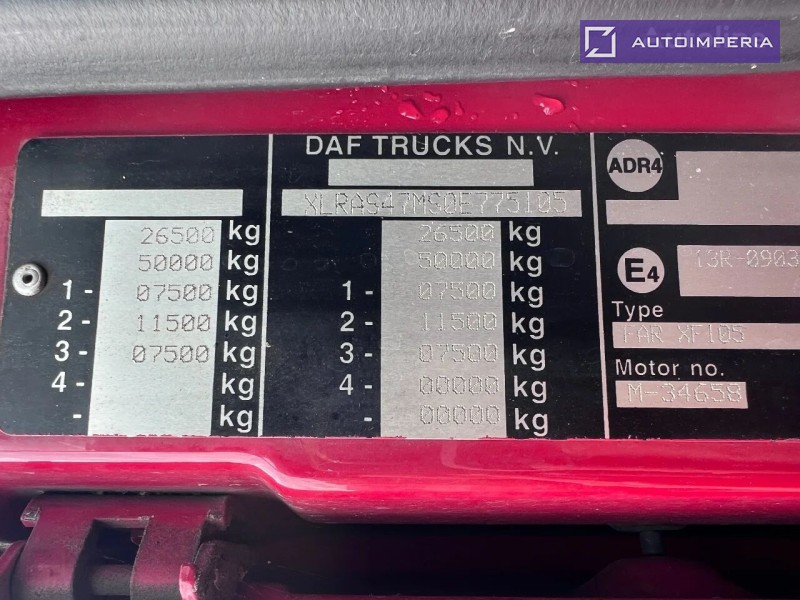 AUTOIMPERIA
DAF TRUCKS N.V.
XLRAS47MS0E775105
26500 kg
50000 kg
1- 07500 kg
2- 11500 kg
3- 07500 kg
4- kg
- kg
26500 kg
50000 kg
1- 07500 kg
2- 11500 kg
3- 07500 kg
4- 00000 kg
- 00000 kg
ADR4
E4
13R-0903
Type
FAR XF105
Motor no.
M-34658